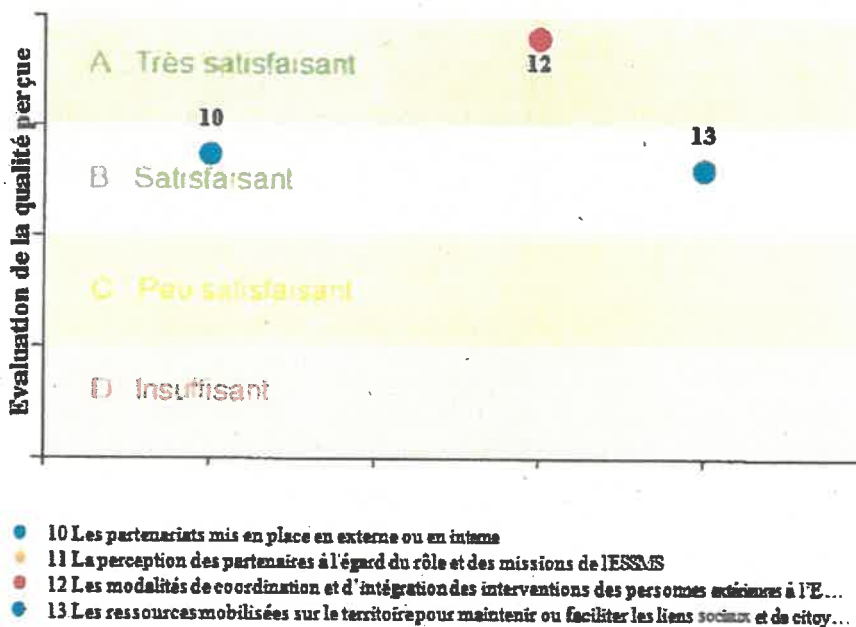 Evaluation de la qualité perçue
A Très satisfaisant
12
10
13
B Satisfaisant
C Peu satisfaisant
D Insuffisant
10 Les partenariats mis en place en externe ou en interne
11 La perception des partenaires à l'égard du rôle et des missions de lESSMS
12 Les modalités de coordination et d'intégration des interventions des personnes extérieures à l'E...
13 Les ressources mobilisées sur le territoire pour maintenir ou faciliter les liens sociaux et de citoy...